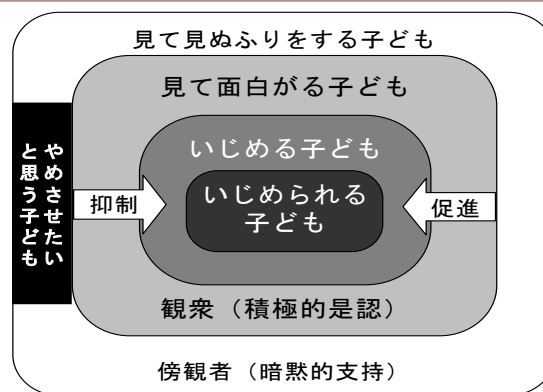 見て見ぬふりをする子ども
見て面白がる子ども
いじめる子ども
いじめられる
子ども
やめさせたい
と思う子ども
抑制
促進
観衆（積極的是認）
傍観者（暗黙的支持）